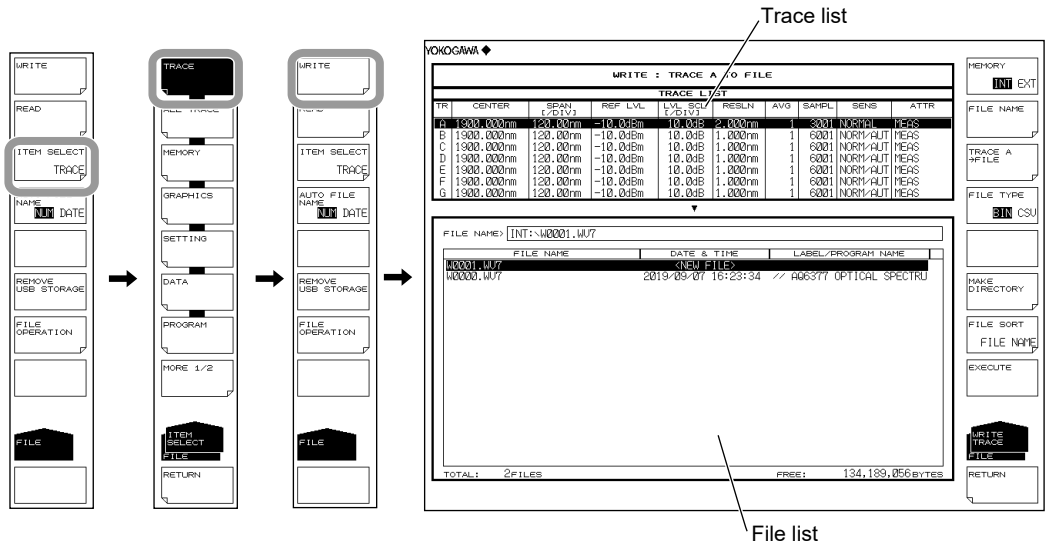 Trace list
WRITE
READ
ITEM SELECT
TRACE
NAME
NUM DATE
REMOVE
USB STORAGE
FILE
OPERATION
FILE
TRACE
ALL TRACE
MEMORY
GRAPHICS
SETTING
DATA
PROGRAM
MORE 1/2
ITEM
SELECT
FILE
RETURN
WRITE
READ
ITEM SELECT
TRACE
AUTO FILE
NAME
NUM DATE
REMOVE
USB STORAGE
FILE
OPERATION
FILE
YOKOGAWA
WRITE : TRACE A TO FILE
TRACE LIST
TR CENTER SPAN [/DIV] REF LVL LVL SCL [/DIV] RESLN AVG SAMPL SENS ATTR
A 1900.000nm 120.00nm -10.0dBm 10.0dB 2.000nm 1 3001 NORMAL MEAS
B 1900.000nm 120.00nm -10.0dBm 10.0dB 1.000nm 1 6001 NORM/AUT MEAS
C 1900.000nm 120.00nm -10.0dBm 10.0dB 1.000nm 1 6001 NORM/AUT MEAS
D 1900.000nm 120.00nm -10.0dBm 10.0dB 1.000nm 1 6001 NORM/AUT MEAS
E 1900.000nm 120.00nm -10.0dBm 10.0dB 1.000nm 1 6001 NORM/AUT MEAS
F 1900.000nm 120.00nm -10.0dBm 10.0dB 1.000nm 1 6001 NORM/AUT MEAS
G 1900.000nm 120.00nm -10.0dBm 10.0dB 1.000nm 1 6001 NORM/AUT MEAS
FILE NAME> INT:\W0001.WV7
FILE NAME DATE & TIME LABEL/PROGRAM NAME
W0001.WV7 <NEW FILE>
W0000.WV7 2019/09/07 16:23:34 // AQ6377 OPTICAL SPECTRU
TOTAL: 2FILES FREE: 134,189,056BYTES
MEMORY
INT EXT
FILE NAME
TRACE A
→FILE
FILE TYPE
BIN CSV
MAKE
DIRECTORY
FILE SORT
FILE NAME
EXECUTE
WRITE
TRACE
FILE
RETURN
File list